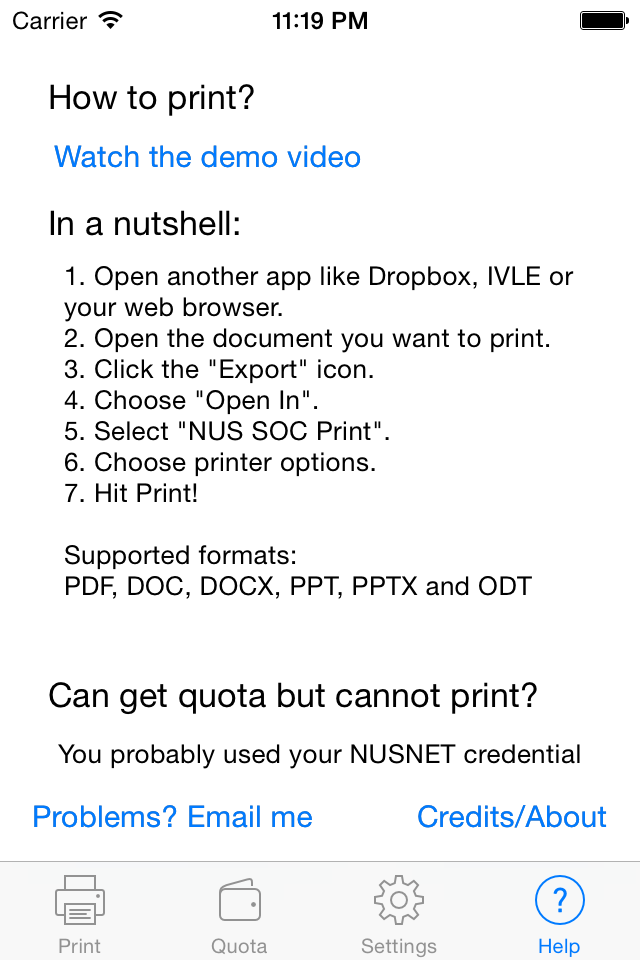 Carrier 11:19 PM
How to print?
Watch the demo video
In a nutshell:
1. Open another app like Dropbox, IVLE or
your web browser.
2. Open the document you want to print.
3. Click the "Export" icon.
4. Choose "Open In".
5. Select "NUS SOC Print".
6. Choose printer options.
7. Hit Print!
Supported formats:
PDF, DOC, DOCX, PPT, PPTX and ODT
Can get quota but cannot print?
You probably used your NUSNET credential
Problems? Email me Credits/About
?
Print Quota Settings Help